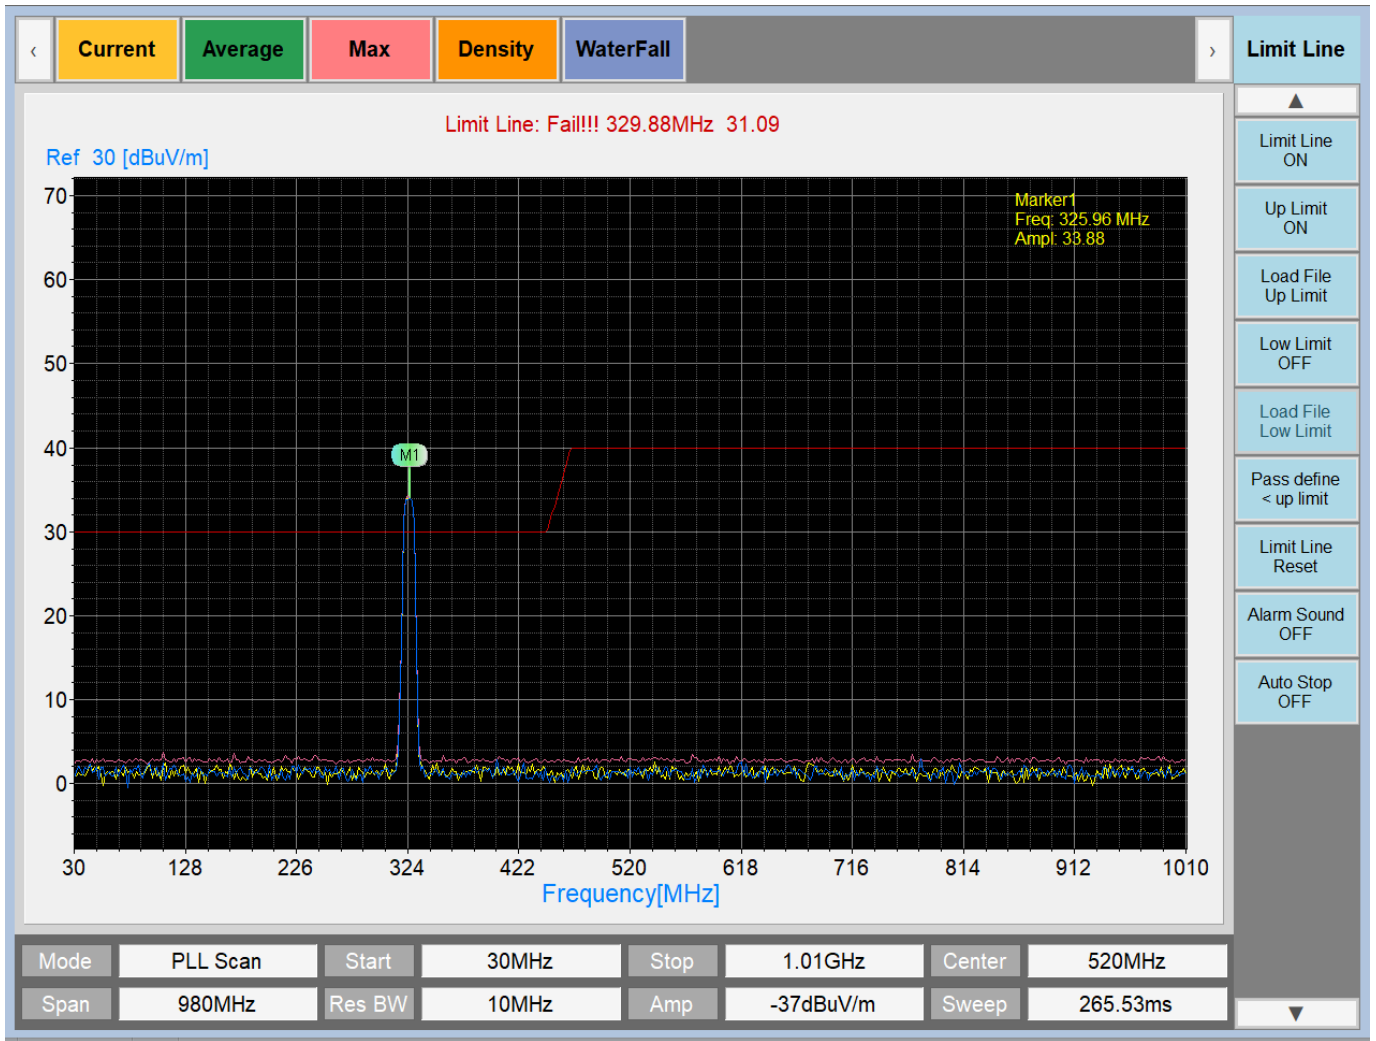 ‹ Current Average Max Density WaterFall › Limit Line
Limit Line: Fail!!! 329.88MHz 31.09
Ref 30 [dBuV/m]
Marker1
Freq: 325.96 MHz
Ampl: 33.88
70
60
50
40
30
20
10
0
M1
30 128 226 324 422 520 618 716 814 912 1010
Frequency[MHz]
▲
Limit Line
ON
Up Limit
ON
Load File
Up Limit
Low Limit
OFF
Load File
Low Limit
Pass define
< up limit
Limit Line
Reset
Alarm Sound
OFF
Auto Stop
OFF
▼
Mode PLL Scan Start 30MHz Stop 1.01GHz Center 520MHz
Span 980MHz Res BW 10MHz Amp -37dBuV/m Sweep 265.53ms